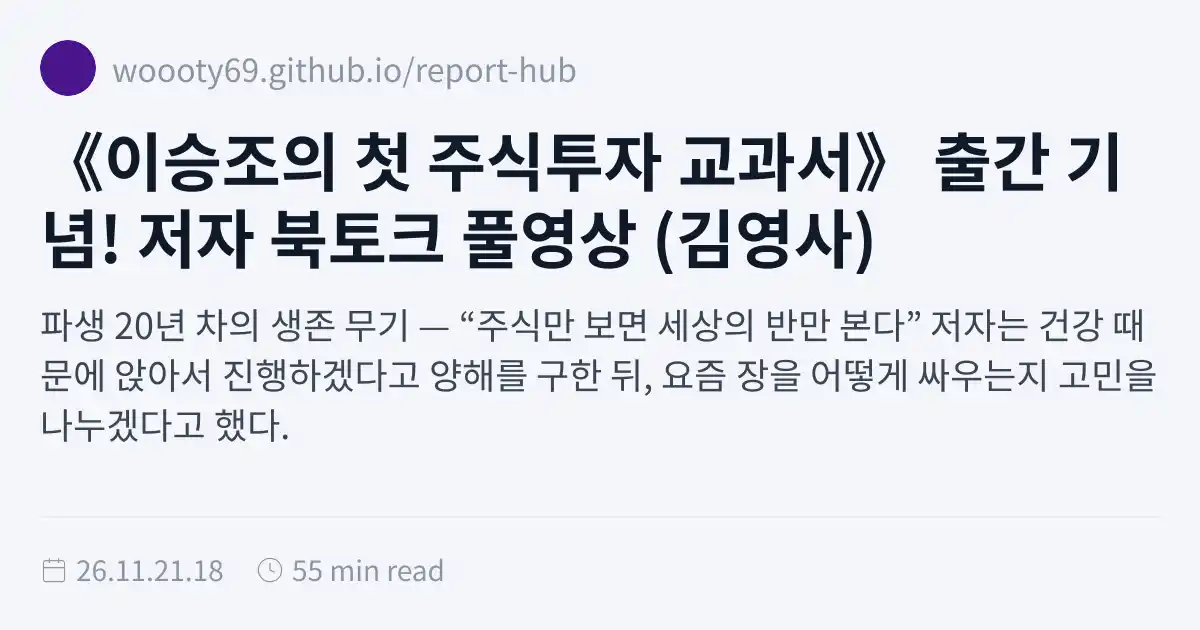 woooty69.github.io/report-hub
《이승조의 첫 주식투자 교과서》 출간 기
념! 저자 북토크 풀영상 (김영사)
파생 20년 차의 생존 무기 — “주식만 보면 세상의 반만 본다” 저자는 건강 때
문에 앉아서 진행하겠다고 양해를 구한 뒤, 요즘 장을 어떻게 싸우는지 고민을
나누겠다고 했다.
26.11.21.18 55 min read